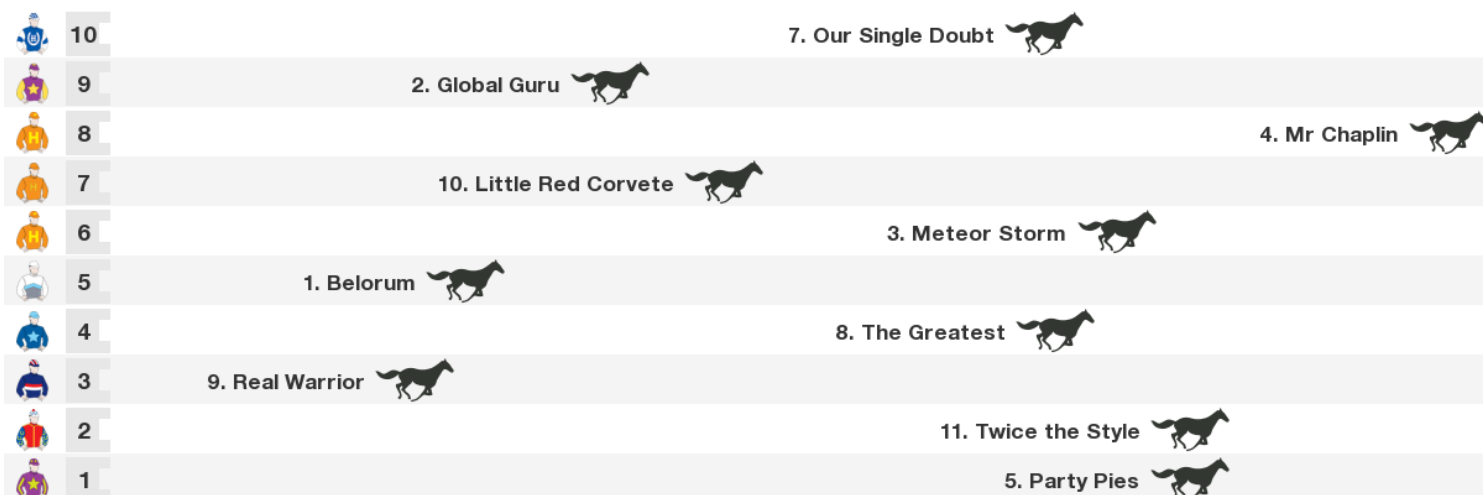 10 7. Our Single Doubt
9 2. Global Guru
8 4. Mr Chaplin
7 10. Little Red Corvete
6 3. Meteor Storm
5 1. Belorum
4 8. The Greatest
3 9. Real Warrior
2 11. Twice the Style
1 5. Party Pies